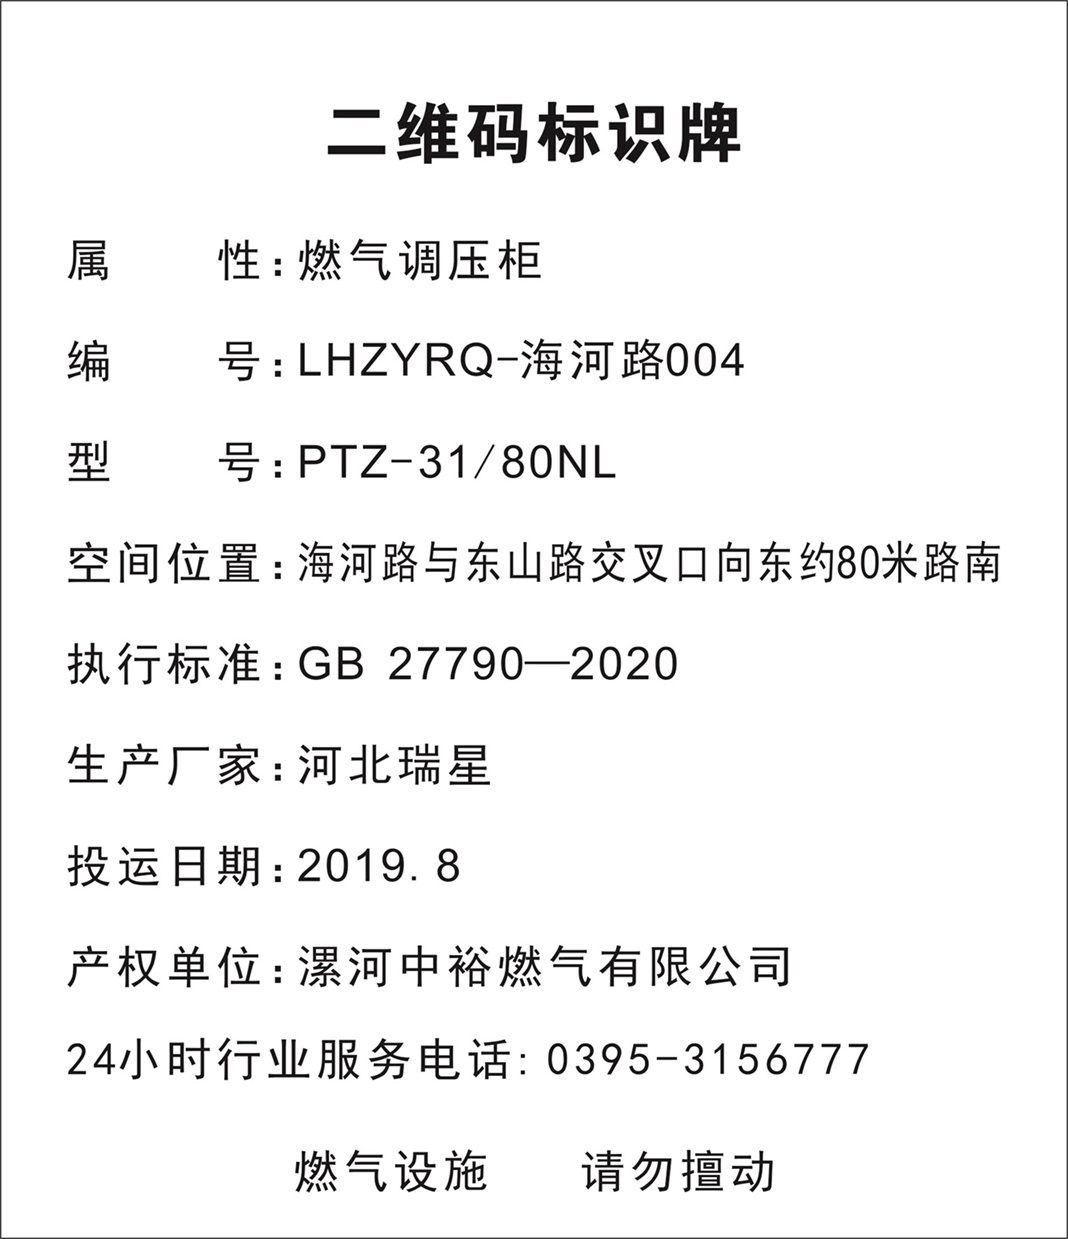 二维码标识牌
属 性:燃气调压柜
编 号:LHZYRQ-海河路004
型 号:PTZ-31/80NL
空间位置:海河路与东山路交叉口向东约80米路南
执行标准:GB 27790—2020
生产厂家:河北瑞星
投运日期:2019.8
产权单位:漯河中裕燃气有限公司
24小时行业服务电话: 0395-3156777
燃气设施 请勿擅动